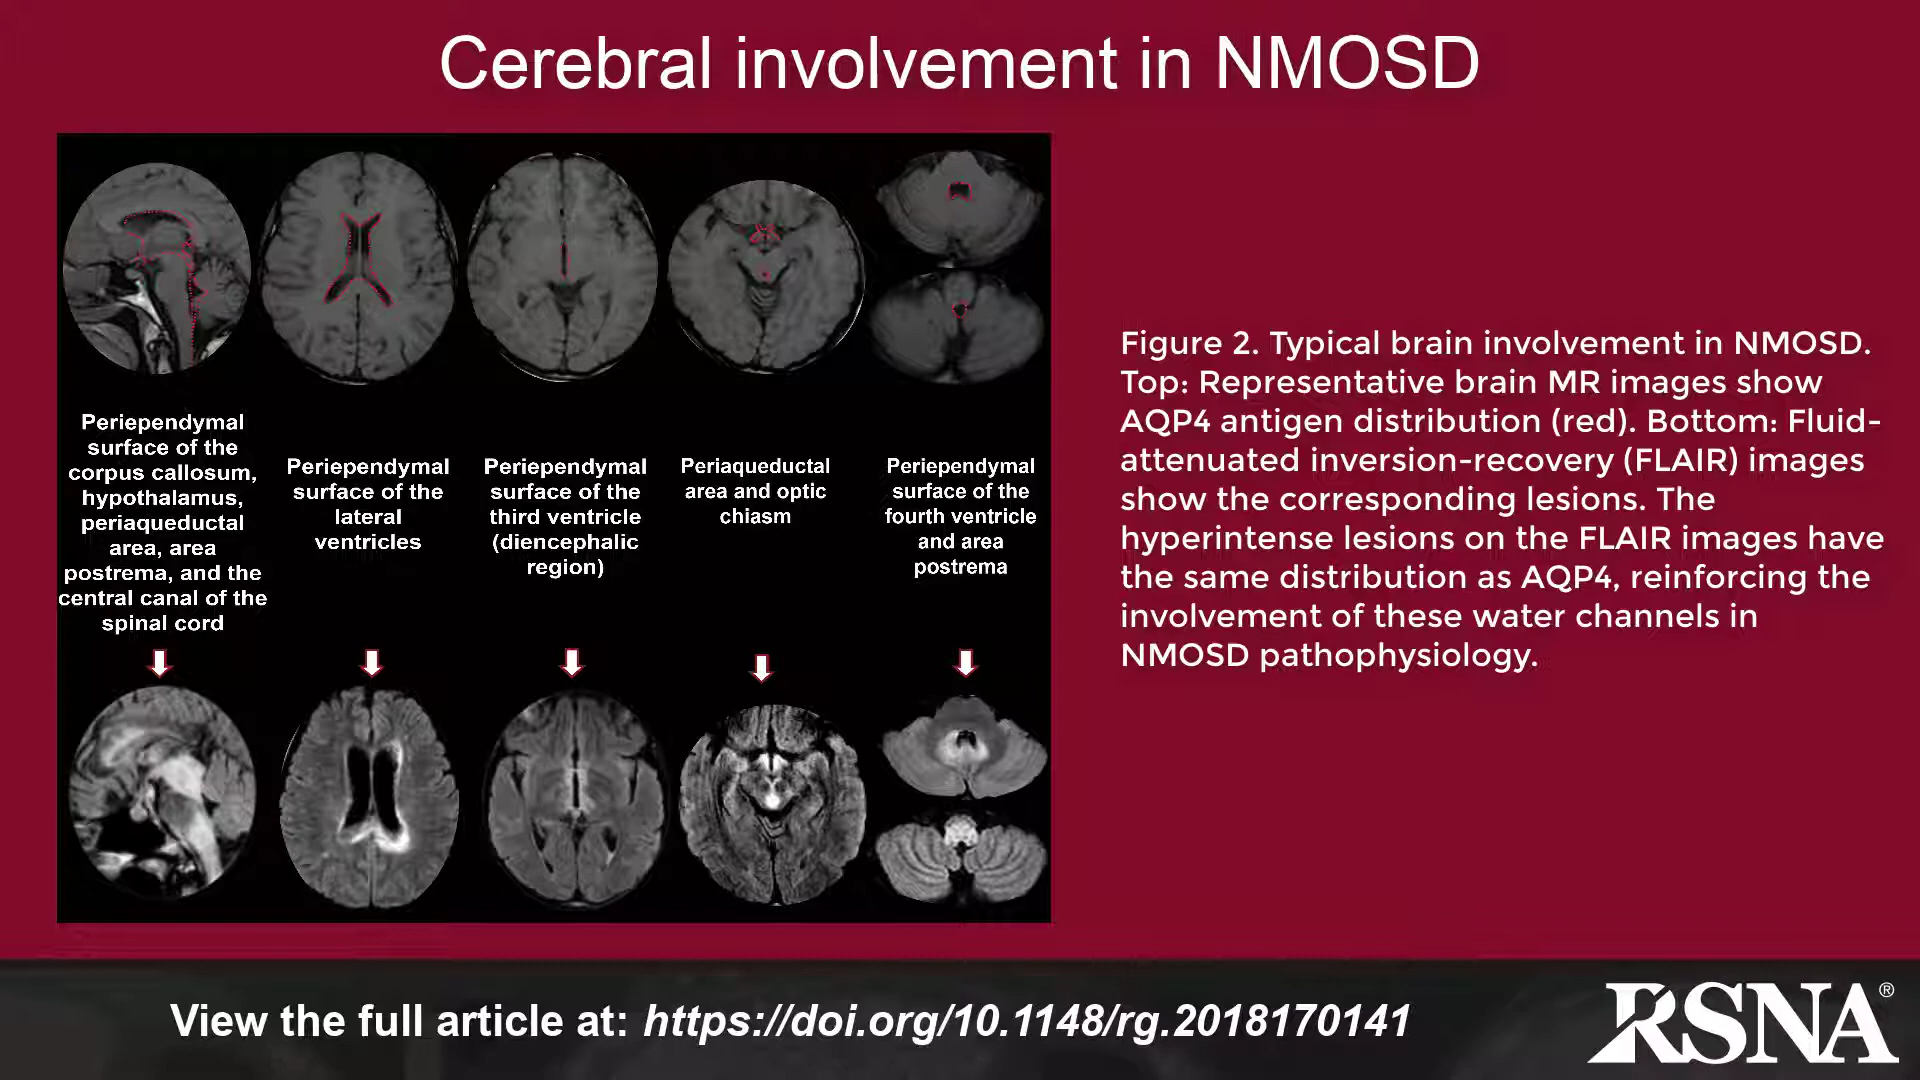 Cerebral involvement in NMOSD
Periependymal
surface of the
corpus callosum,
hypothalamus,
periaqueductal
area, area
postrema, and the
central canal of the
spinal cord
Periependymal
surface of the
lateral
ventricles
Periependymal
surface of the
third ventricle
(diencephalic
region)
Periaqueductal
area and optic
chiasm
Periependymal
surface of the
fourth ventricle
and area
postrema
Figure 2. Typical brain involvement in NMOSD.
Top: Representative brain MR images show
AQP4 antigen distribution (red). Bottom: Fluid-
attenuated inversion-recovery (FLAIR) images
show the corresponding lesions. The
hyperintense lesions on the FLAIR images have
the same distribution as AQP4, reinforcing the
involvement of these water channels in
NMOSD pathophysiology.
View the full article at: https://doi.org/10.1148/rg.2018170141
RSNA®